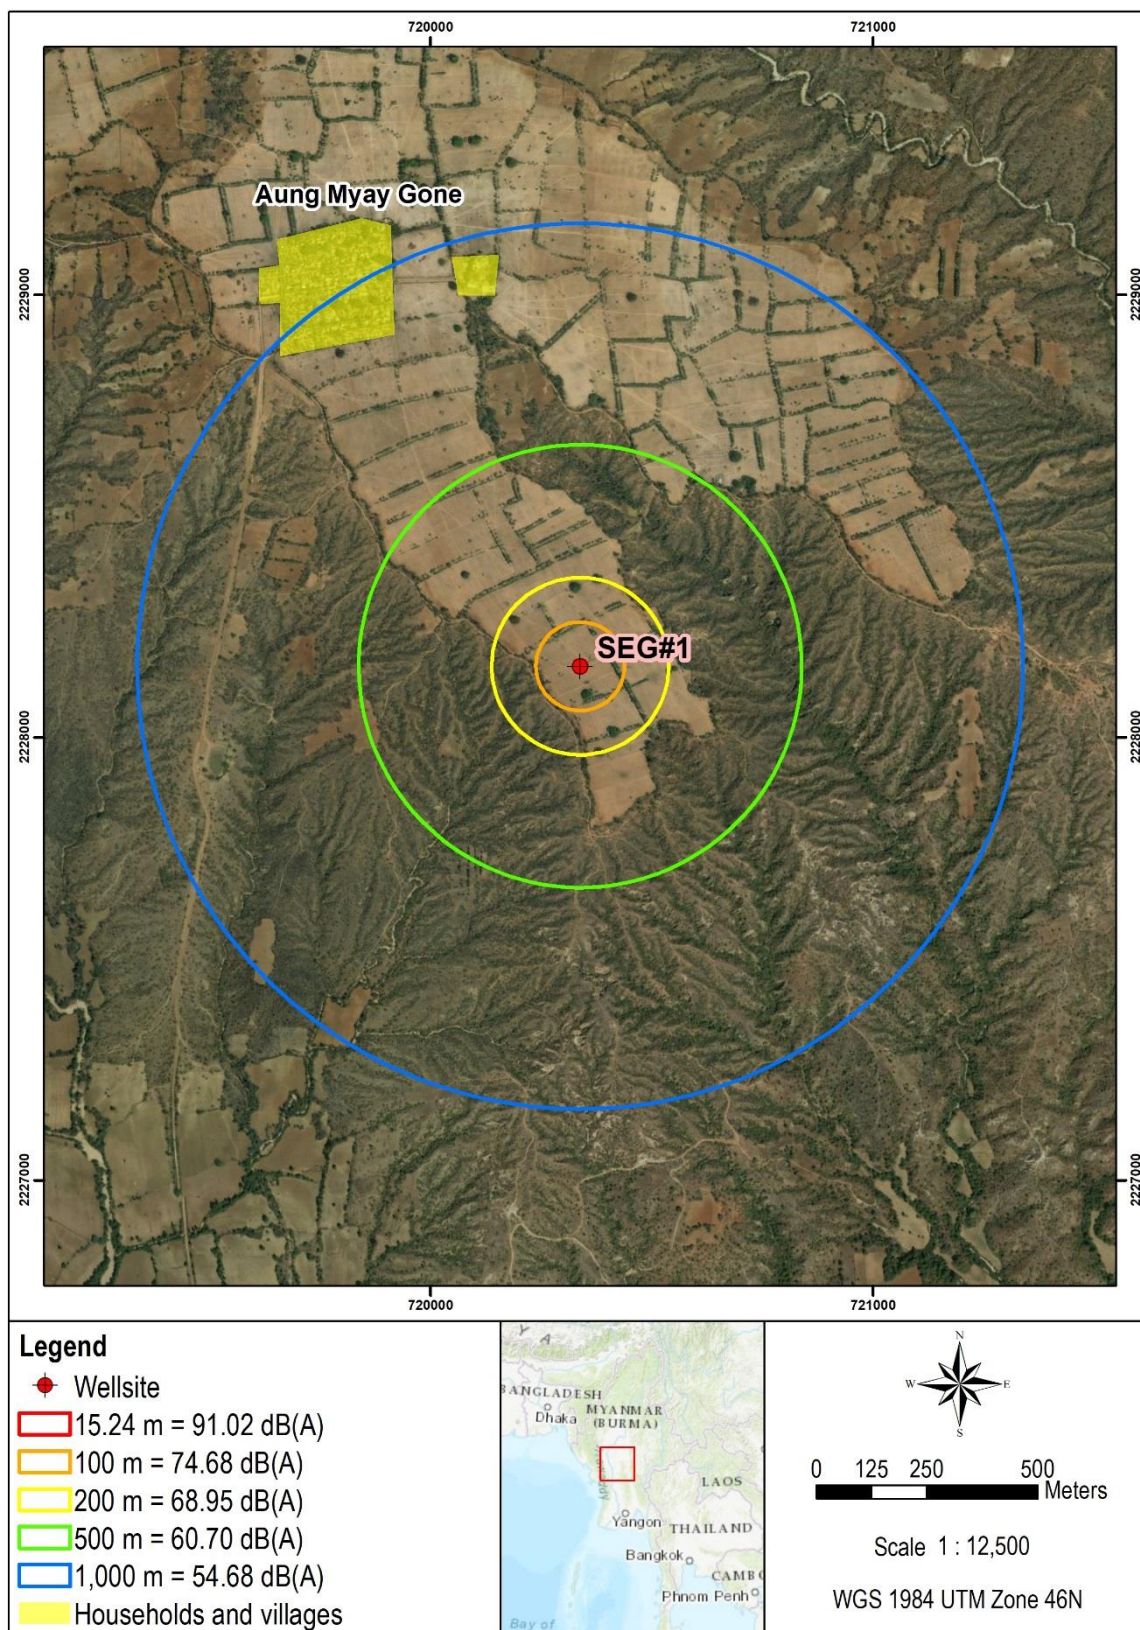 720000
721000
Aung Myay Gone
2229000
2229000
SEG#1
2228000
2228000
2227000
2227000
720000
721000
Legend
Wellsite
15.24 m = 91.02 dB(A)
100 m = 74.68 dB(A)
200 m = 68.95 dB(A)
500 m = 60.70 dB(A)
1,000 m = 54.68 dB(A)
Households and villages
Y A
BANGLADESH
Dhaka
MYANMAR
(BURMA)
LAOS
Yangon
THAILAND
Bangkok
CAMBO
Phnom Penh
Bay of
N
W
E
S
0 125 250 500
Meters
Scale 1 : 12,500
WGS 1984 UTM Zone 46N